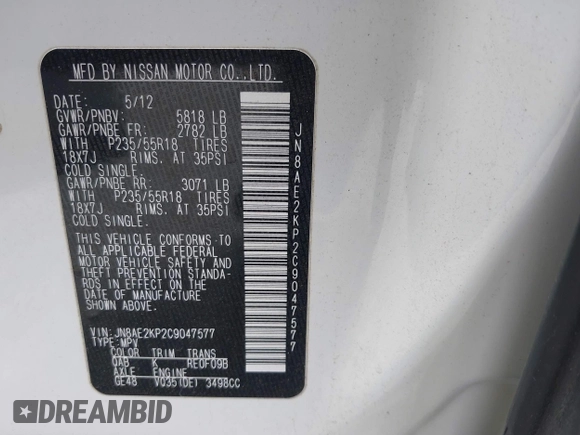 MFD BY NISSAN MOTOR CO.,LTD.
DATE: 5/12
GVWR/PNBV: 5818 LB
GAWR/PNBE FR: 2782 LB
WITH P235/55R18 TIRES
18X7J RIMS. AT 35PSI
COLD SINGLE.
GAWR/PNBE RR: 3071 LB
WITH P235/55R18 TIRES
18X7J RIMS. AT 35PSI
COLD SINGLE.
THIS VEHICLE CONFORMS TO
ALL APPLICABLE FEDERAL
MOTOR VEHICLE SAFETY AND
THEFT PREVENTION STANDA-
RDS IN EFFECT ON THE
DATE OF MANUFACTURE
SHOWN ABOVE.
VIN: JN8AE2KP2C9047577
TYPE: MPV
COLOR TRIM TRANS
QAB K RE0F09B
AXLE ENGINE
GE48 VQ35(DE) 3498CC
JN8AE2KP2C9047577
DREAMBID